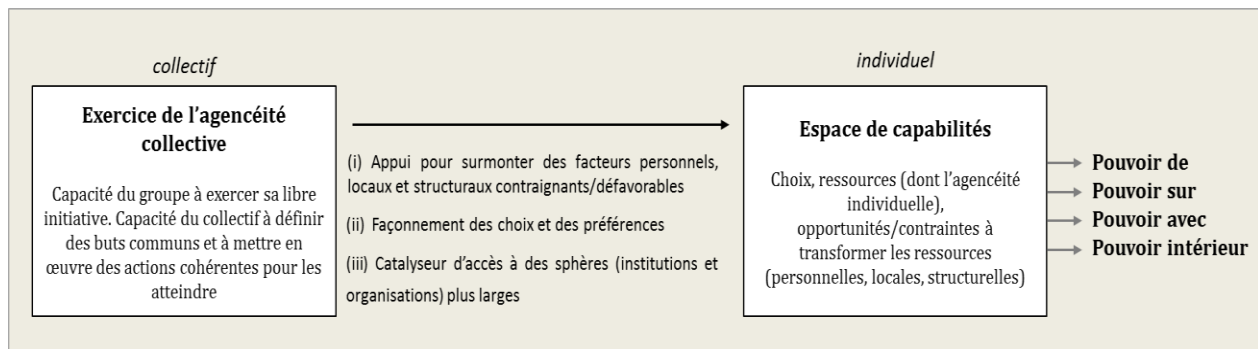 collectif
Exercice de l’agencéité
collective
Capacité du groupe à exercer sa libre
initiative. Capacité du collectif à définir
des buts communs et à mettre en
œuvre des actions cohérentes pour les
atteindre
(i) Appui pour surmonter des facteurs personnels,
locaux et structuraux contraignants/défavorables
(ii) Façonnement des choix et des préférences
(iii) Catalyseur d’accès à des sphères (institutions et
organisations) plus larges
individuel
Espace de capabilités
Choix, ressources (dont l’agencéité
individuelle),
opportunités/contraintes à
transformer les ressources
(personnelles, locales, structurelles)
Pouvoir de
Pouvoir sur
Pouvoir avec
Pouvoir intérieur